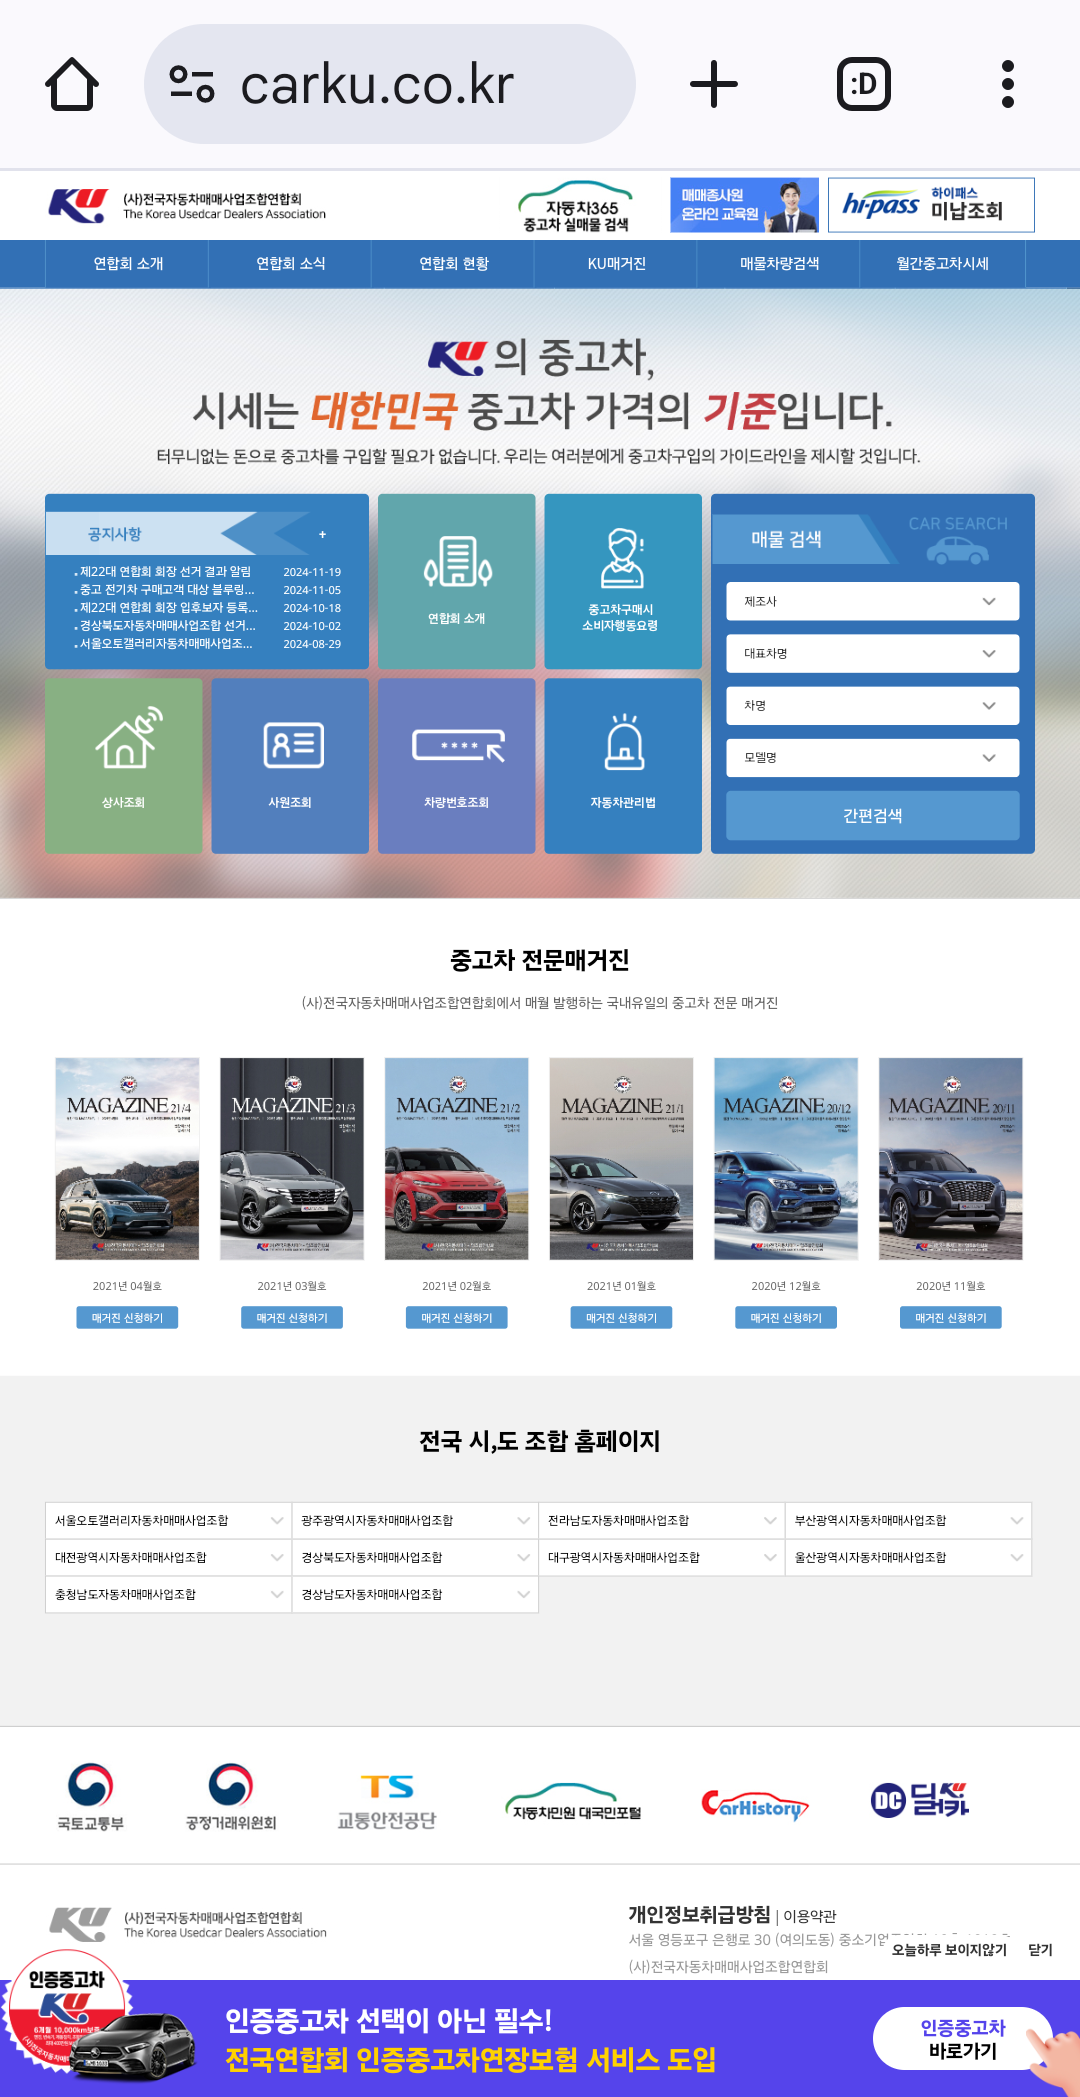 carku.co.kr
:D
KU (사)전국자동차매매사업조합연합회
The Korea Usedcar Dealers Association
자동차365
중고차 실매물 검색
매매종사원
온라인 교육원
hi-pass 하이패스
미납조회
연합회 소개 연합회 소식 연합회 현황 KU매거진 매물차량검색 월간중고차시세
KU의 중고차,
시세는 대한민국 중고차 가격의 기준입니다.
터무니없는 돈으로 중고차를 구입할 필요가 없습니다. 우리는 여러분에게 중고차구입의 가이드라인을 제시할 것입니다.
공지사항 +
제22대 연합회 회장 선거 결과 알림 2024-11-19
중고 전기차 구매고객 대상 블루링... 2024-11-05
제22대 연합회 회장 입후보자 등록... 2024-10-18
경상북도자동차매매사업조합 선거... 2024-10-02
서울오토갤러리자동차매매사업조... 2024-08-29
연합회 소개
중고차구매시
소비자행동요령
상사조회
사원조회
****
차량번호조회
자동차관리법
매물 검색
CAR SEARCH
제조사
대표차명
차명
모델명
간편검색
중고차 전문매거진
(사)전국자동차매매사업조합연합회에서 매월 발행하는 국내유일의 중고차 전문 매거진
MAGAZINE 21/4
MAGAZINE 21/3
MAGAZINE 21/2
MAGAZINE 21/1
MAGAZINE 20/12
MAGAZINE 20/11
2021년 04월호 2021년 03월호 2021년 02월호 2021년 01월호 2020년 12월호 2020년 11월호
매거진 신청하기 매거진 신청하기 매거진 신청하기 매거진 신청하기 매거진 신청하기 매거진 신청하기
전국 시,도 조합 홈페이지
서울오토갤러리자동차매매사업조합 광주광역시자동차매매사업조합 전라남도자동차매매사업조합 부산광역시자동차매매사업조합
대전광역시자동차매매사업조합 경상북도자동차매매사업조합 대구광역시자동차매매사업조합 울산광역시자동차매매사업조합
충청남도자동차매매사업조합 경상남도자동차매매사업조합
국토교통부
공정거래위원회
TS
교통안전공단
자동차민원 대국민포털
CarHistory
DC 딜러카
KU (사)전국자동차매매사업조합연합회
The Korea Usedcar Dealers Association
개인정보취급방침 | 이용약관
서울 영등포구 은행로 30 (여의도동) 중소기업
(사)전국자동차매매사업조합연합회
오늘하루 보이지않기 닫기
인증중고차
KU
6개월 10,000km보증
인증중고차 선택이 아닌 필수!
전국연합회 인증중고차연장보험 서비스 도입
인증중고차
바로가기